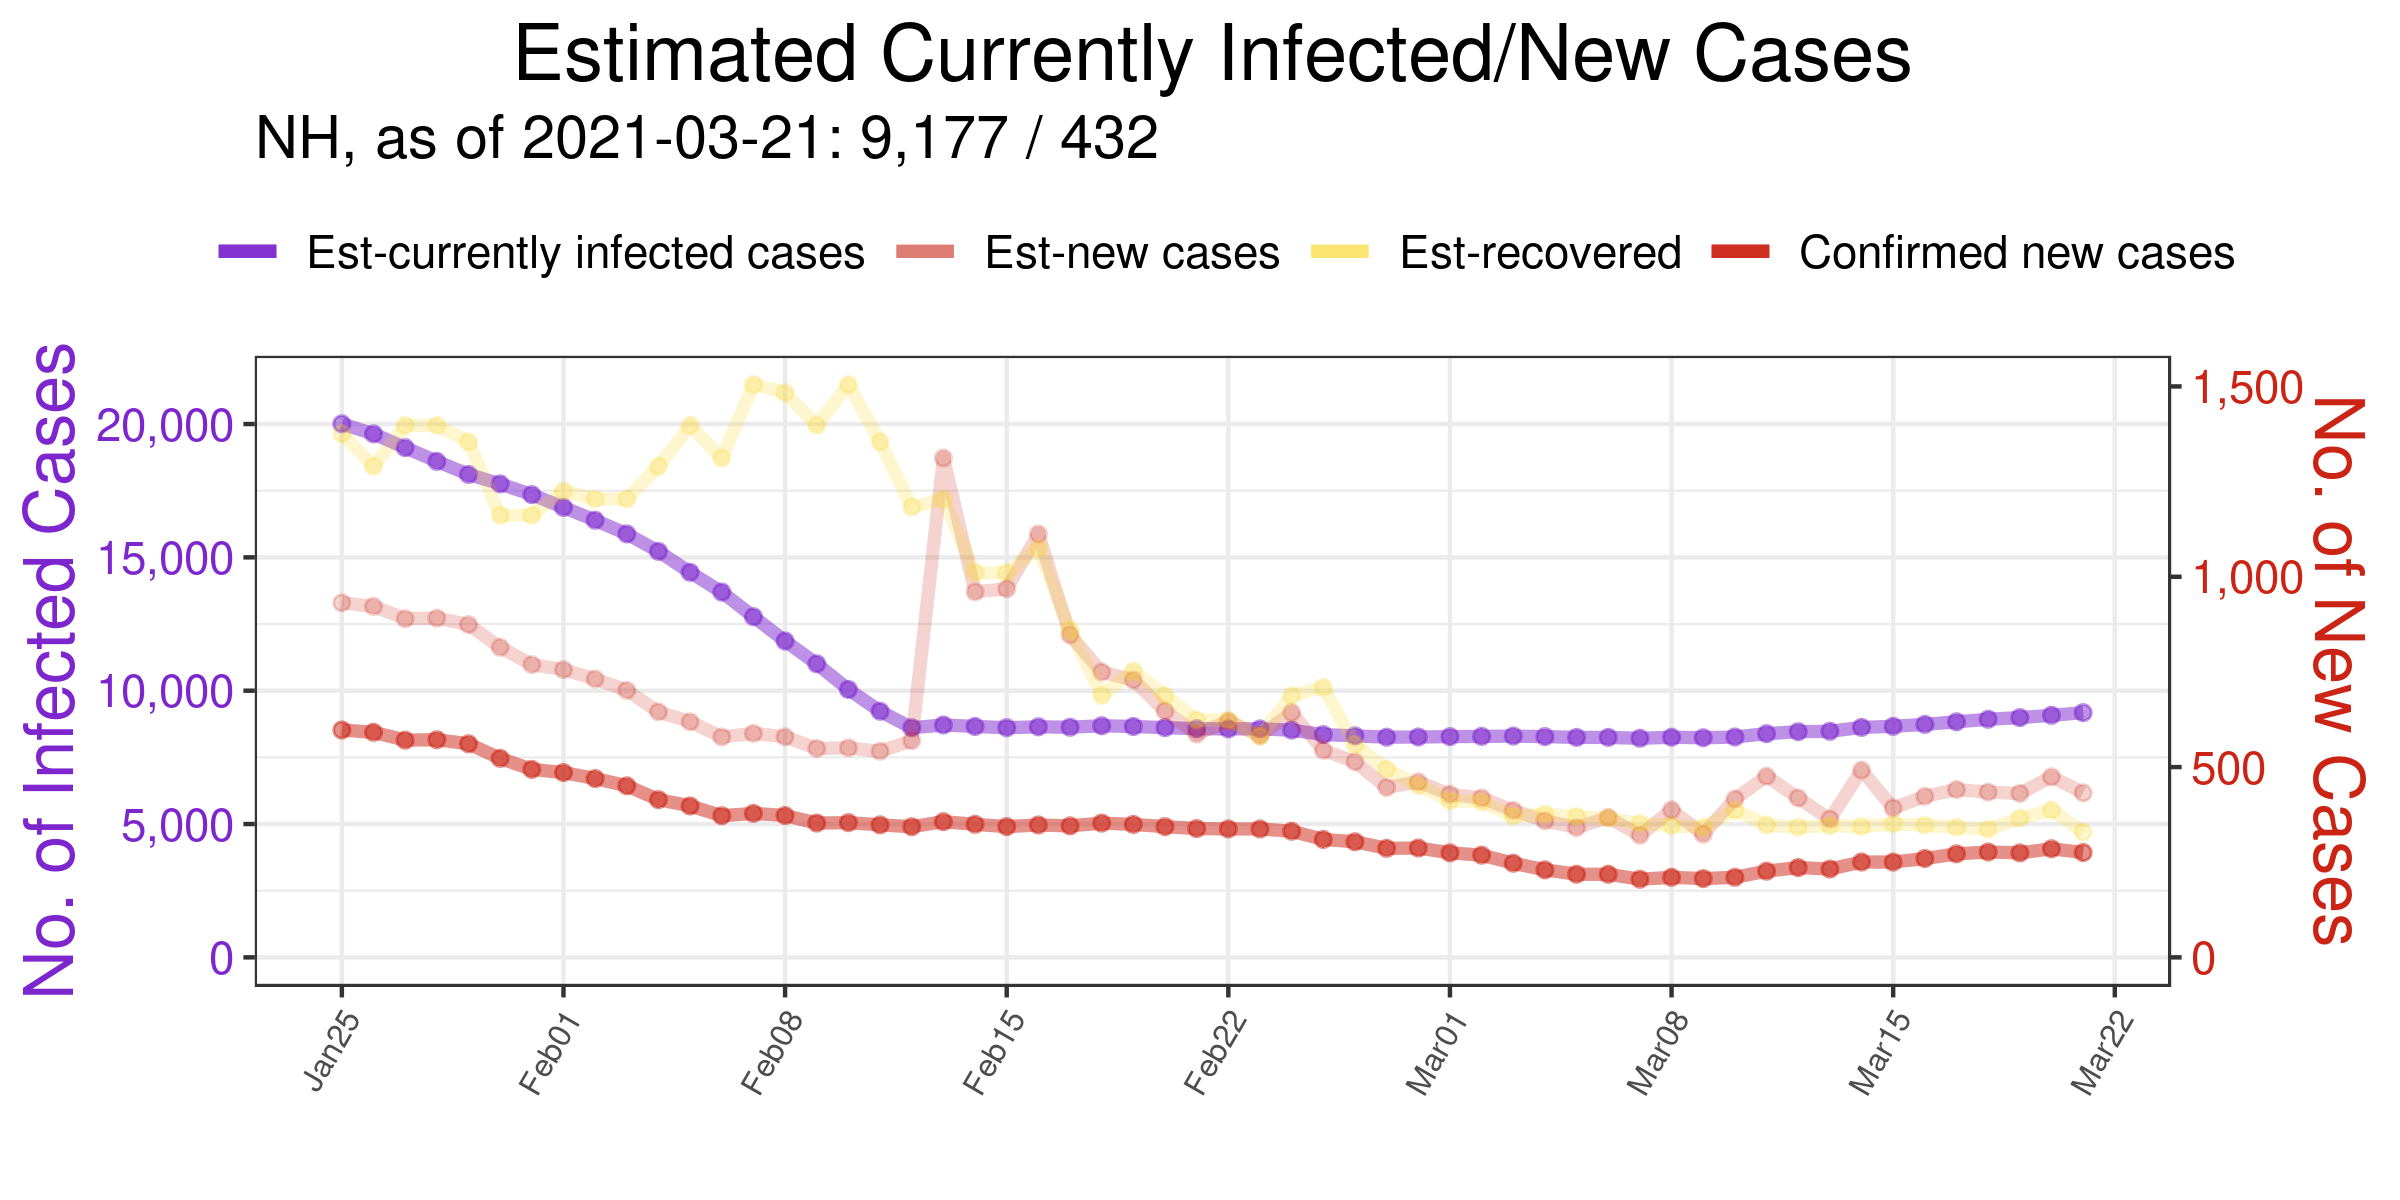 Estimated Currently Infected/New Cases
NH, as of 2021-03-21: 9,177 / 432
Est-currently infected cases
Est-new cases
Est-recovered
Confirmed new cases
No. of Infected Cases
20,000
15,000
10,000
5,000
0
1,500
1,000
500
0
No. of New Cases
Jan25
Feb01
Feb08
Feb15
Feb22
Mar01
Mar08
Mar15
Mar22